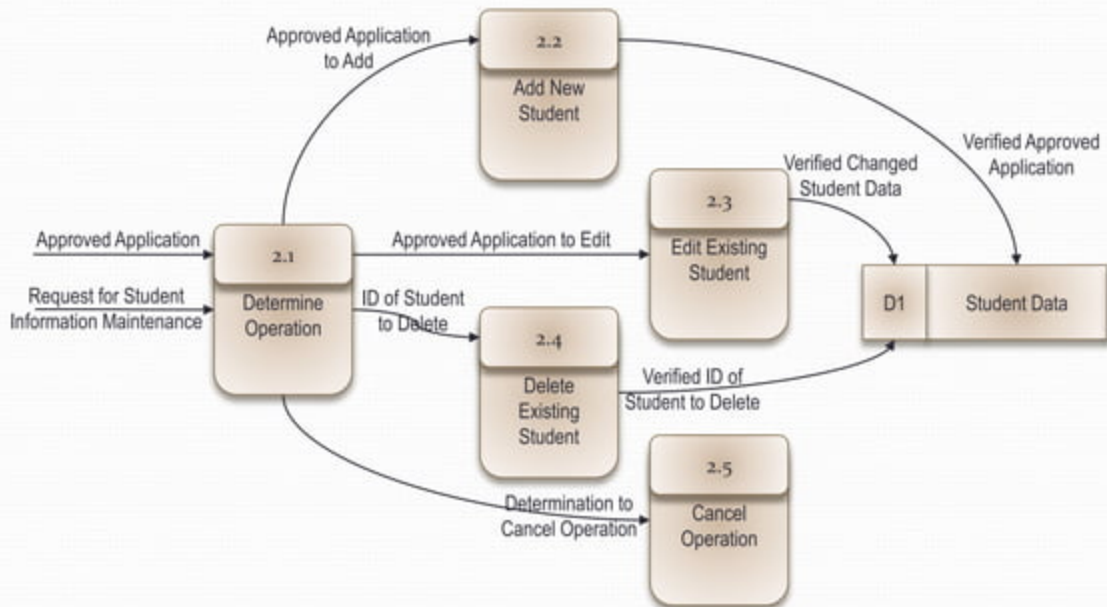 Approved Application
to Add
2.2
Add New
Student
Verified Approved
Application
Verified Changed
Student Data
2.3
Edit Existing
Student
Approved Application
2.1
Approved Application to Edit
Request for Student
Information Maintenance
Determine
Operation
ID of Student
to Delete
D1
Student Data
2.4
Delete
Existing
Student
Verified ID of
Student to Delete
2.5
Cancel
Operation
Determination to
Cancel Operation